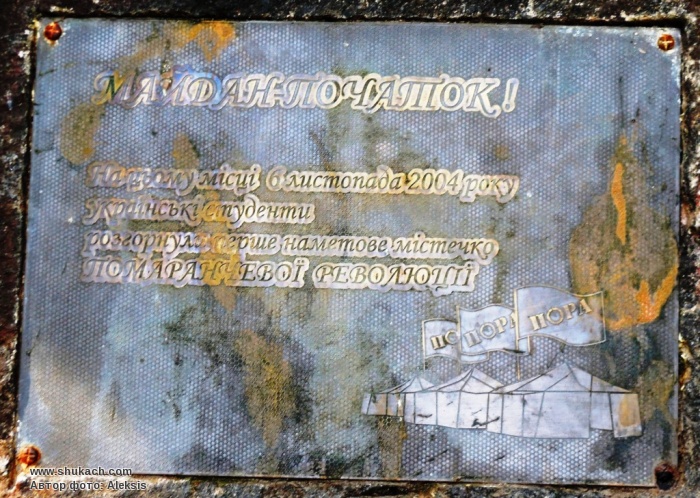 МАЙДАН-ПОЧАТОК!
На цьому місці 6 листопада 2004 року
українські студенти
розгорнули перше наметове містечко
ПОМАРАНЧЕВОЇ РЕВОЛЮЦІЇ
ПО ПОРА ПОРА
www.shukach.com
Автор фото- Aleksis